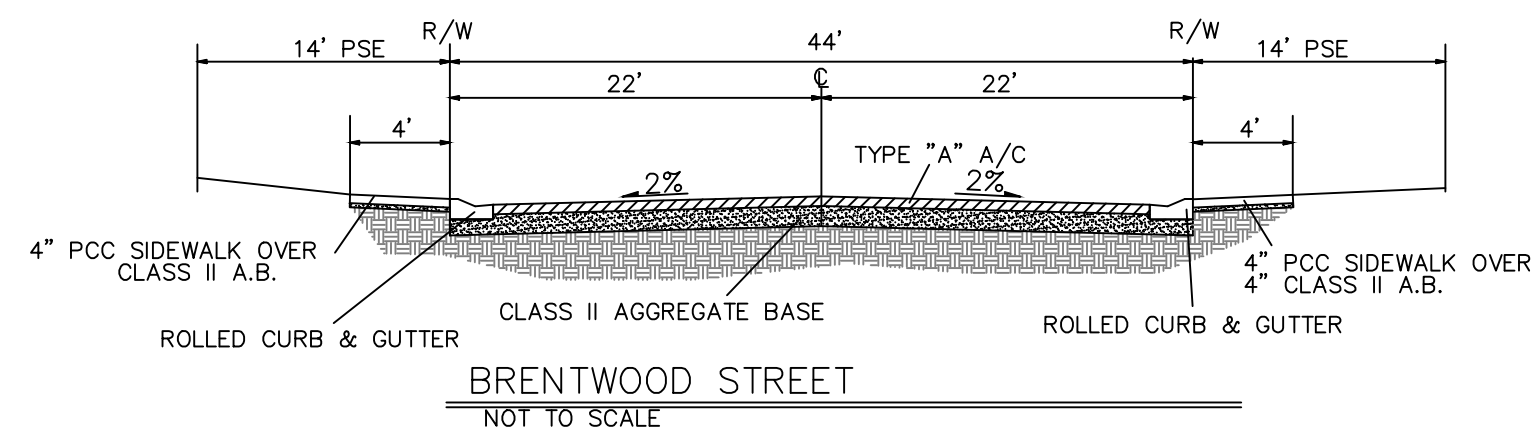 R/W
R/W
14' PSE
44'
14' PSE
22'
℄
22'
4'
4'
TYPE "A" A/C
2%
2%
4" PCC SIDEWALK OVER
CLASS II A.B.
4" PCC SIDEWALK OVER
4" CLASS II A.B.
CLASS II AGGREGATE BASE
ROLLED CURB & GUTTER
ROLLED CURB & GUTTER
BRENTWOOD STREET
NOT TO SCALE